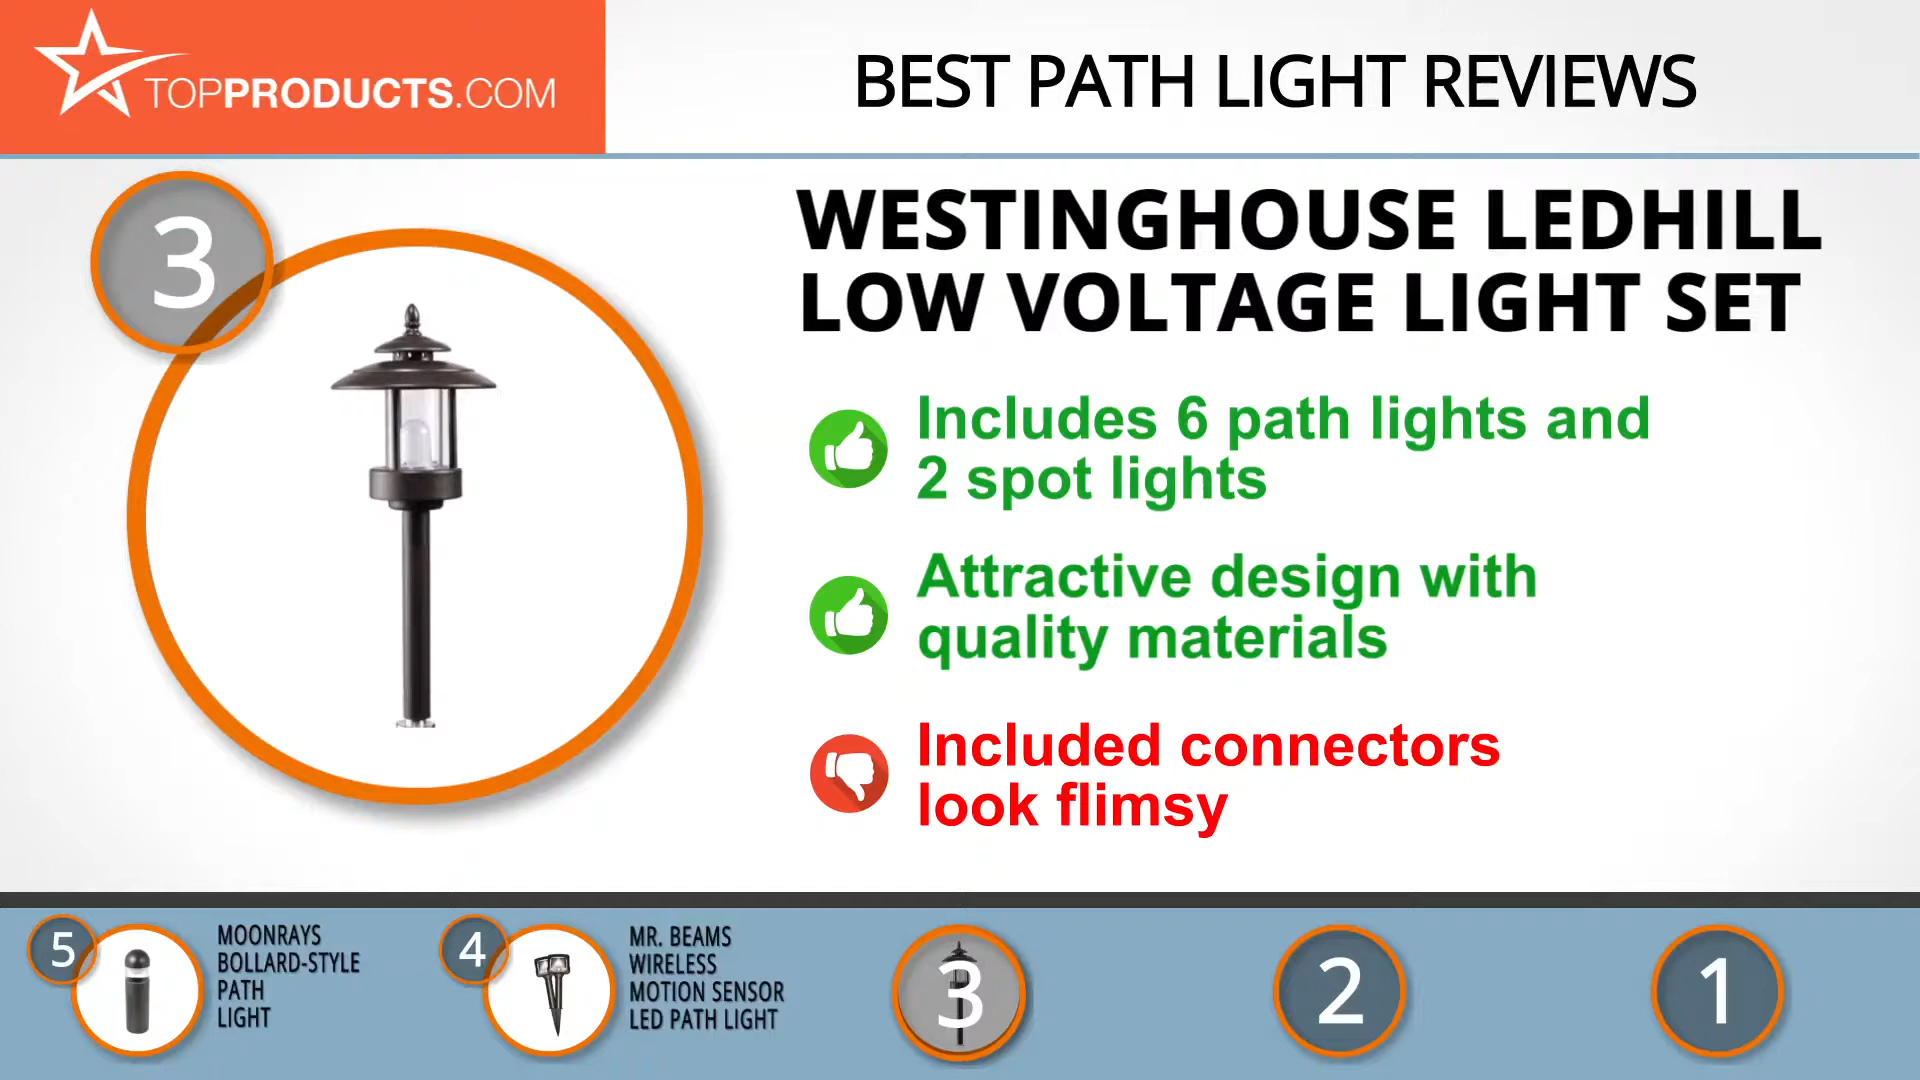 TOPPRODUCTS.COM
BEST PATH LIGHT REVIEWS
3
WESTINGHOUSE LEDHILL
LOW VOLTAGE LIGHT SET
Includes 6 path lights and
2 spot lights
Attractive design with
quality materials
Included connectors
look flimsy
5
MOONRAYS
BOLLARD-STYLE
PATH
LIGHT
4
MR. BEAMS
WIRELESS
MOTION SENSOR
LED PATH LIGHT
3
2
1